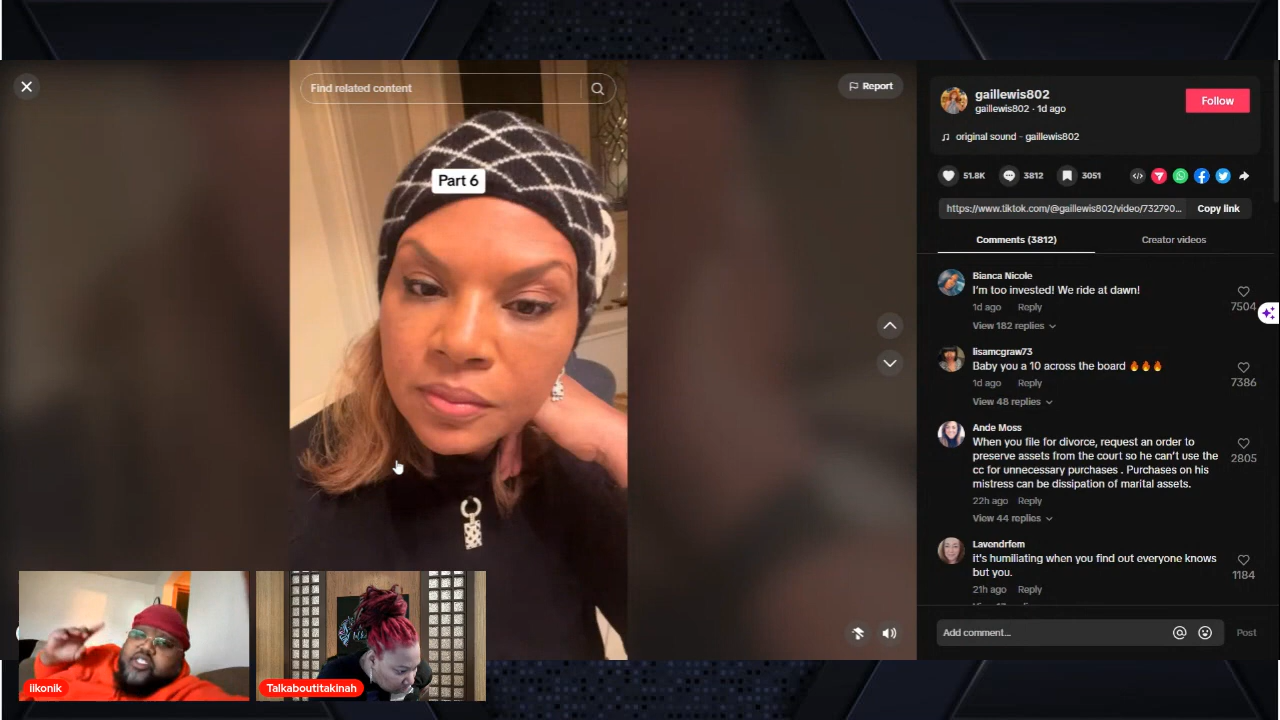 Find related content
Report
Part 6
gaillewis802
gaillewis802 · 1d ago
Follow
original sound - gaillewis802
51.8K
3812
3051
https://www.tiktok.com/@gaillewis802/video/732790...
Copy link
Comments (3812)
Creator videos
Bianca Nicole
I'm too invested! We ride at dawn!
1d ago Reply
7504
View 182 replies
lisamcgraw73
Baby you a 10 across the board 🔥🔥🔥
1d ago Reply
7386
View 48 replies
Ande Moss
When you file for divorce, request an order to
preserve assets from the court so he can't use the
cc for unnecessary purchases . Purchases on his
mistress can be dissipation of marital assets.
2805
22h ago Reply
View 44 replies
Lavendrfem
it's humiliating when you find out everyone knows
but you.
1184
21h ago Reply
Add comment...
Post
iikonik
Talkaboutitakinah